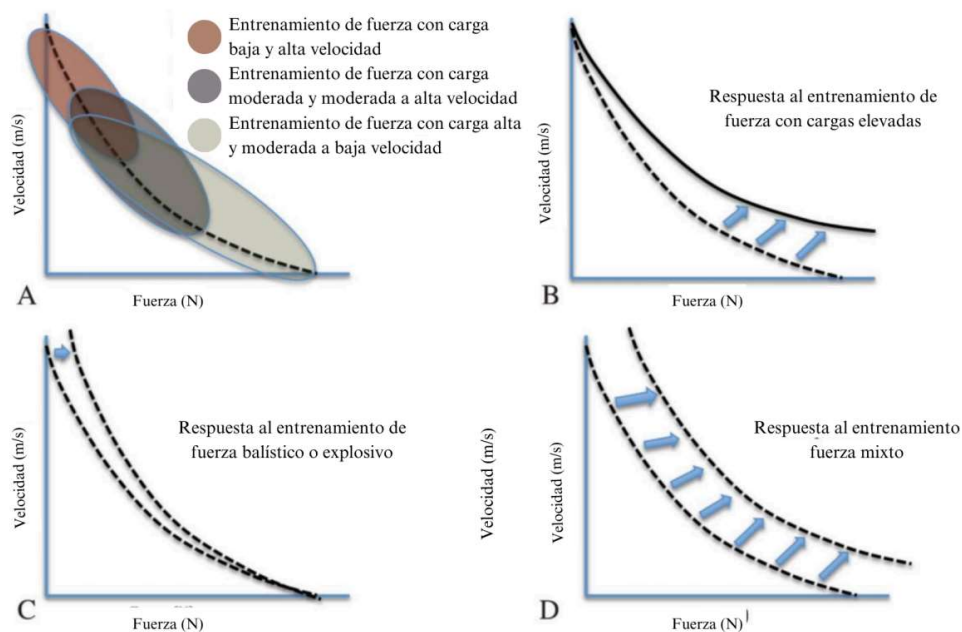 Entrenamiento de fuerza con carga
baja y alta velocidad
Entrenamiento de fuerza con carga
moderada y moderada a alta velocidad
Entrenamiento de fuerza con carga alta
y moderada a baja velocidad
Velocidad (m/s)
A
Fuerza (N)
Respuesta al entrenamiento de
fuerza con cargas elevadas
Velocidad (m/s)
B
Fuerza (N)
Respuesta al entrenamiento de
fuerza balístico o explosivo
Velocidad (m/s)
C
Velocidad (m/s)
Respuesta al entrenamiento
fuerza mixto
Velocidad (m/s)
D
Fuerza (N)